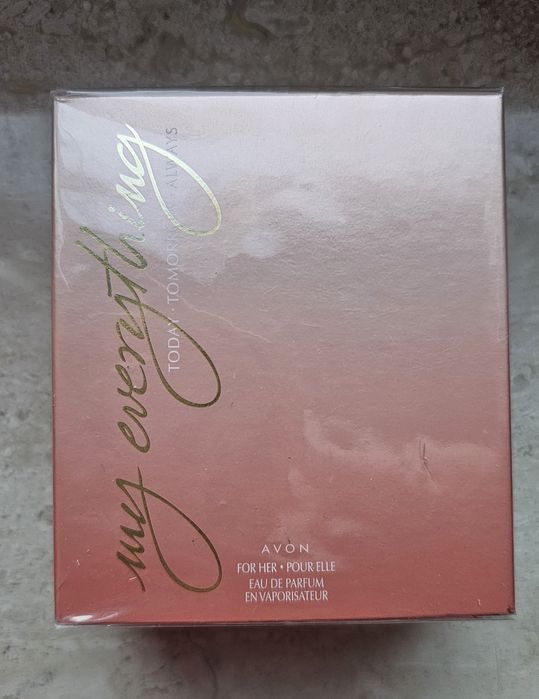 my everything
TODAY · TOMORROW ALWAYS
AVON
FOR HER • POUR ELLE
EAU DE PARFUM
EN VAPORISATEUR